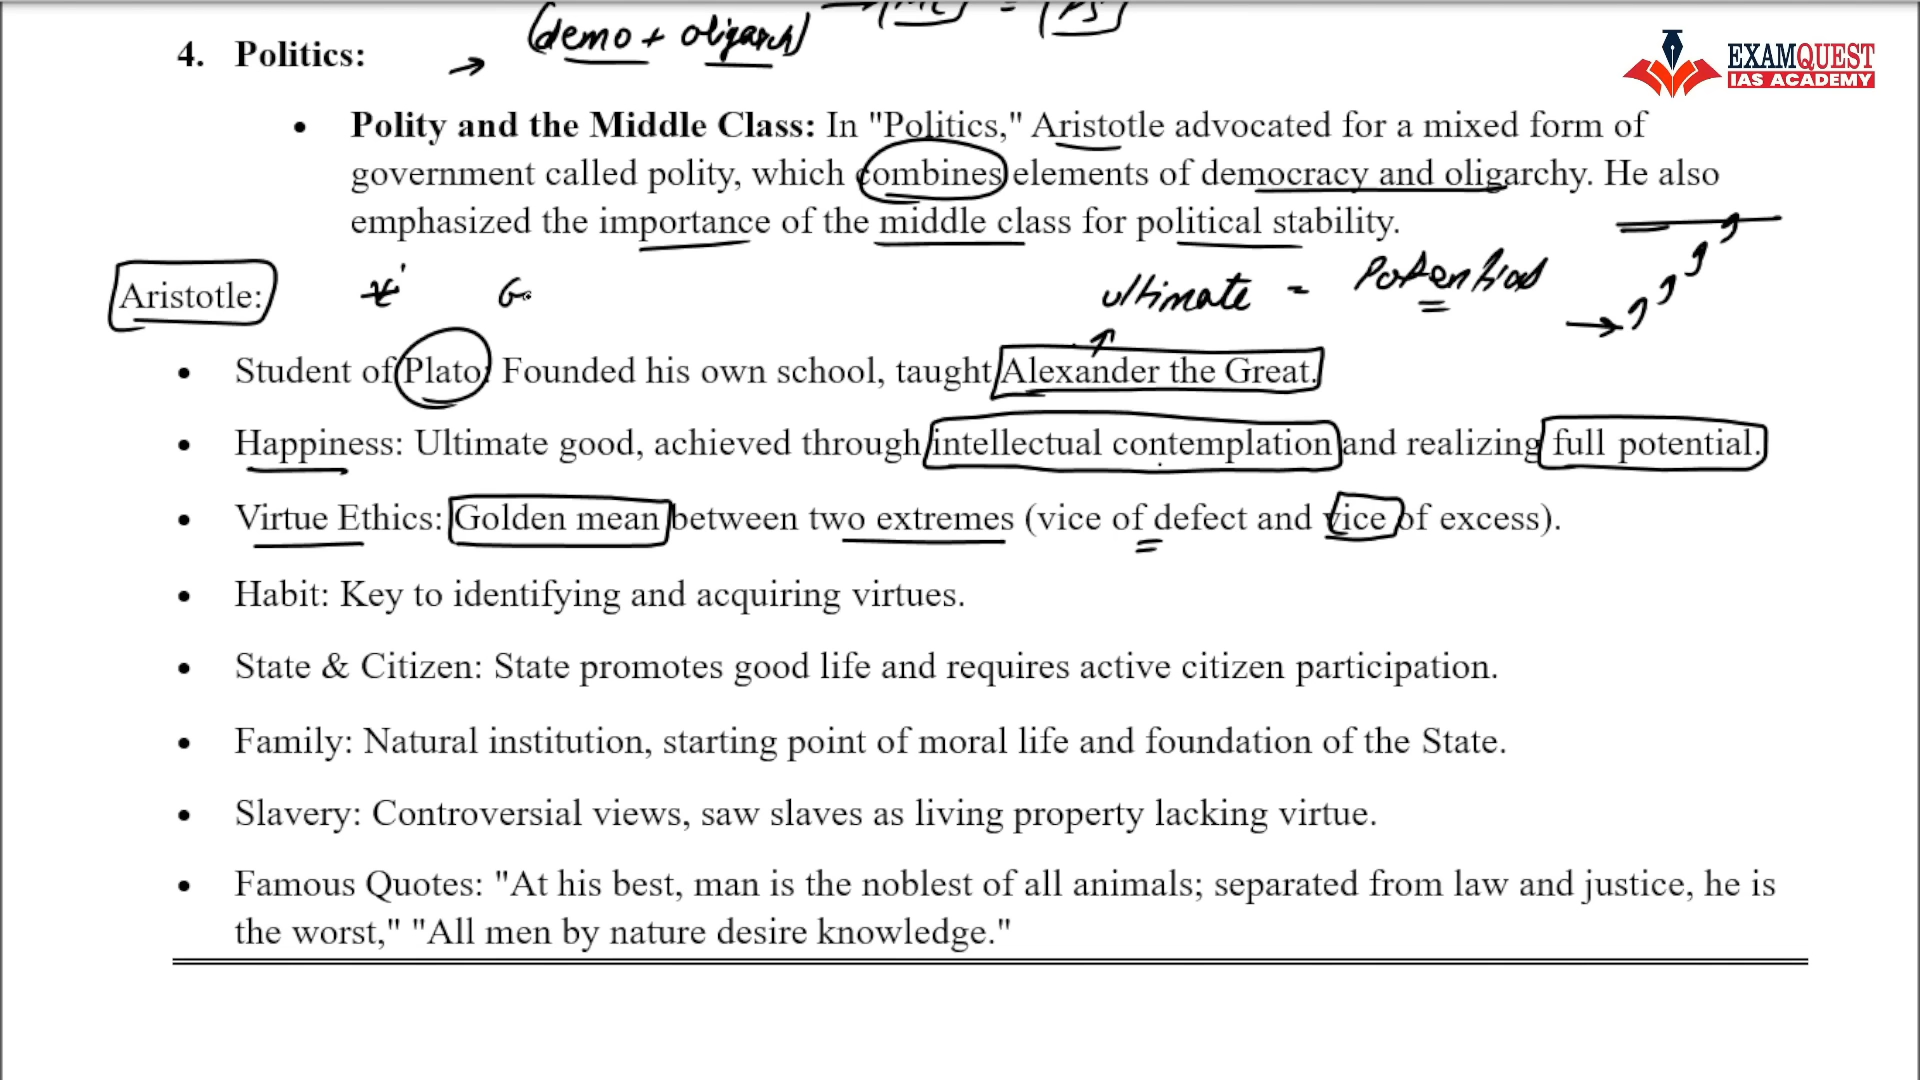 (demo + oligarch)
4. Politics:
EXAMQUEST
IAS ACADEMY
• Polity and the Middle Class: In "Politics," Aristotle advocated for a mixed form of
government called polity, which combines elements of democracy and oligarchy. He also
emphasized the importance of the middle class for political stability.
Aristotle:
ultimate = Potential
• Student of Plato. Founded his own school, taught Alexander the Great.
• Happiness: Ultimate good, achieved through intellectual contemplation and realizing full potential.
• Virtue Ethics: Golden mean between two extremes (vice of defect and vice of excess).
• Habit: Key to identifying and acquiring virtues.
• State & Citizen: State promotes good life and requires active citizen participation.
• Family: Natural institution, starting point of moral life and foundation of the State.
• Slavery: Controversial views, saw slaves as living property lacking virtue.
• Famous Quotes: "At his best, man is the noblest of all animals; separated from law and justice, he is
the worst," "All men by nature desire knowledge."